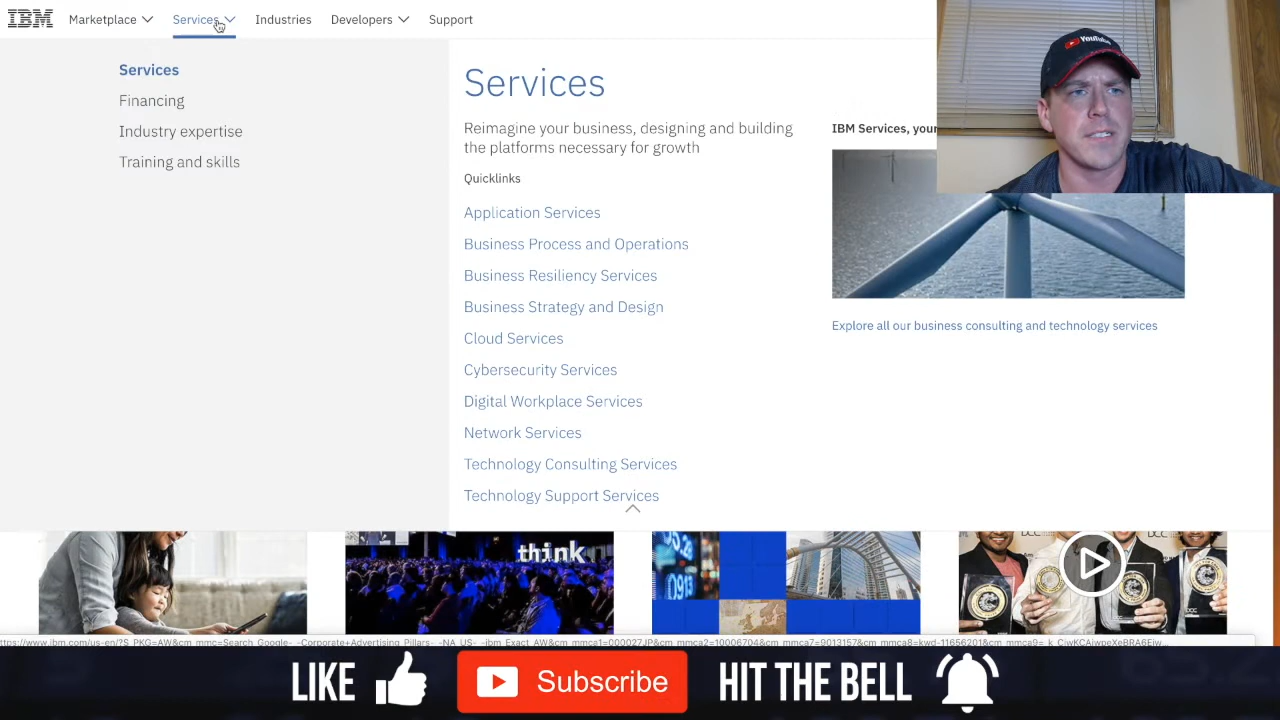 IBM Marketplace Services Industries Developers Support
YouTube
Services
Financing
Industry expertise
Training and skills
Services
Reimagine your business, designing and building
the platforms necessary for growth
Quicklinks
Application Services
Business Process and Operations
Business Resiliency Services
Business Strategy and Design
Cloud Services
Cybersecurity Services
Digital Workplace Services
Network Services
Technology Consulting Services
Technology Support Services
IBM Services, your
Explore all our business consulting and technology services
think
0913
LIKE Subscribe HIT THE BELL